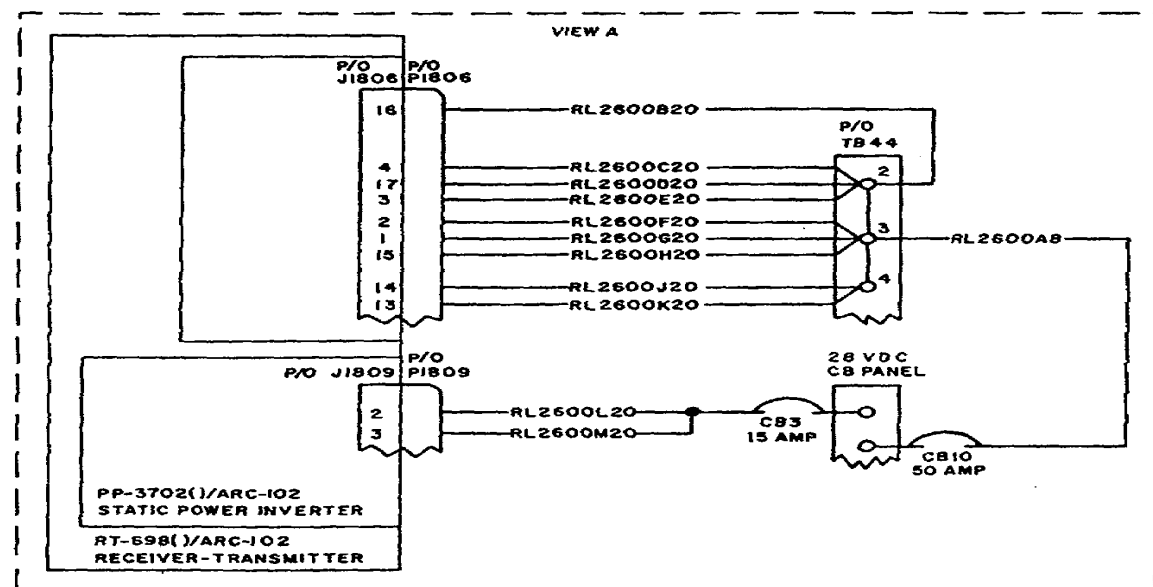 VIEW A
P/O P/O
J1806 P1806
16 RL2600B20
P/O
TB44
4 RL2600C20 2
17 RL2600D20
3 RL2600E20
2 RL2600F20 3
1 RL2600G20 RL2600A8
15 RL2600H20
14 RL2600J20 4
13 RL2600K20
P/O
P/O J1809 P1809
28 VDC
CB PANEL
2 RL2600L20
3 RL2600M20
CB3
15 AMP
CB10
50 AMP
PP-3702( )/ARC-102
STATIC POWER INVERTER
RT-698( )/ARC-102
RECEIVER-TRANSMITTER